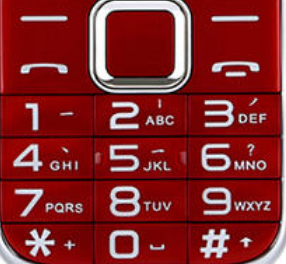 1 - 2 ABC 3 DEF
4 GHI 5 JKL 6 ? MNO
7 PQRS 8 TUV 9 WXYZ
* + 0 ⌴ # ↑